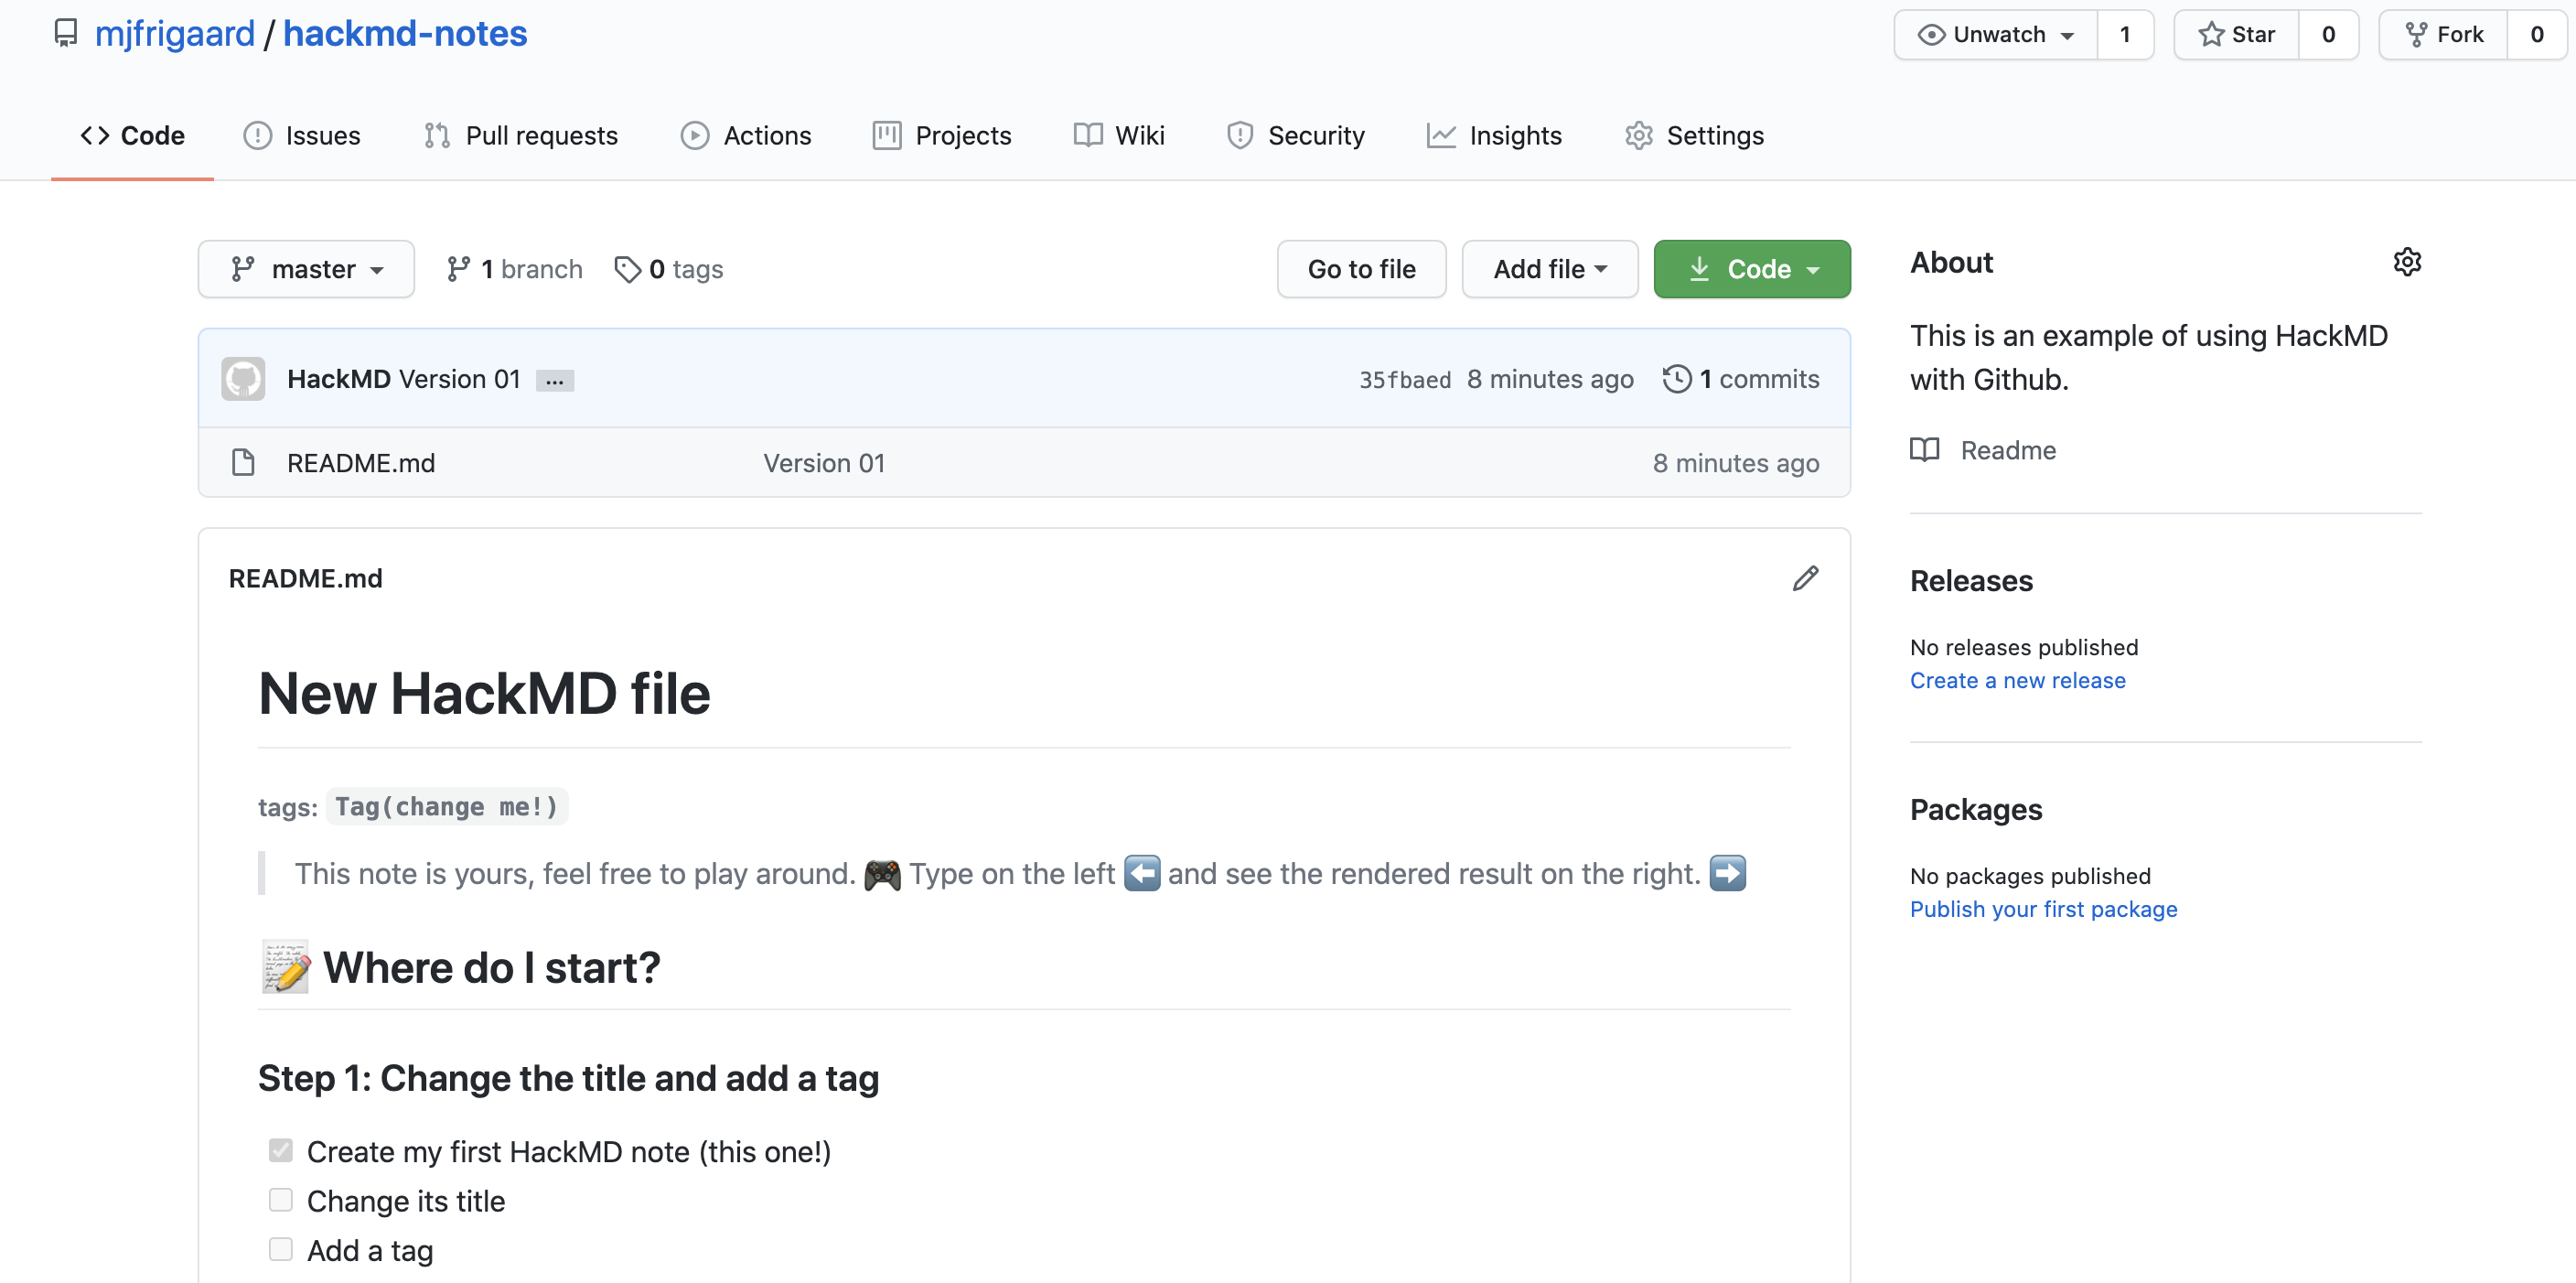 mjfrigaard / hackmd-notes
Unwatch 1 Star 0 Fork 0
Code Issues Pull requests Actions Projects Wiki Security Insights Settings
master 1 branch 0 tags Go to file Add file Code
HackMD Version 01 ... 35fbaed 8 minutes ago 1 commits
README.md Version 01 8 minutes ago
README.md
New HackMD file
tags: Tag(change me!)
This note is yours, feel free to play around. 🎮 Type on the left ⬅️ and see the rendered result on the right. ➡️
📝 Where do I start?
Step 1: Change the title and add a tag
Create my first HackMD note (this one!)
Change its title
Add a tag
About
This is an example of using HackMD
with Github.
Readme
Releases
No releases published
Create a new release
Packages
No packages published
Publish your first package